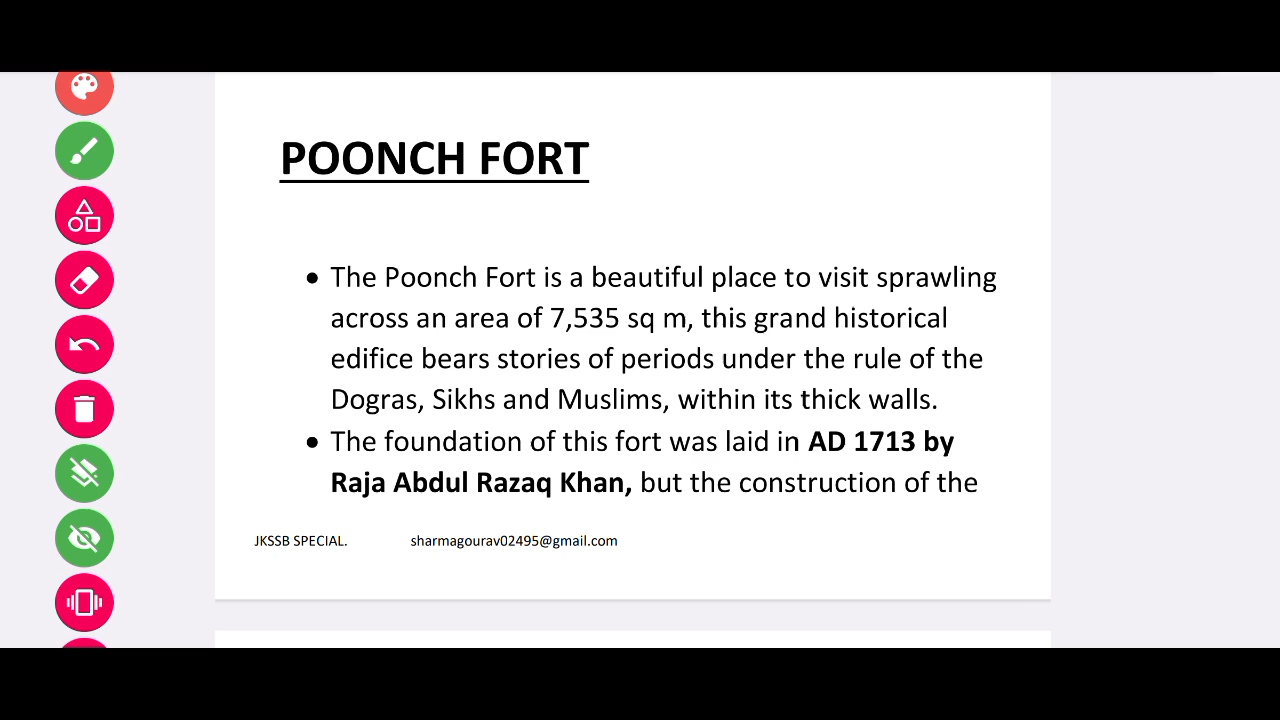 POONCH FORT
• The Poonch Fort is a beautiful place to visit sprawling
across an area of 7,535 sq m, this grand historical
edifice bears stories of periods under the rule of the
Dogras, Sikhs and Muslims, within its thick walls.
• The foundation of this fort was laid in AD 1713 by
Raja Abdul Razaq Khan, but the construction of the
JKSSB SPECIAL. sharmagourav02495@gmail.com